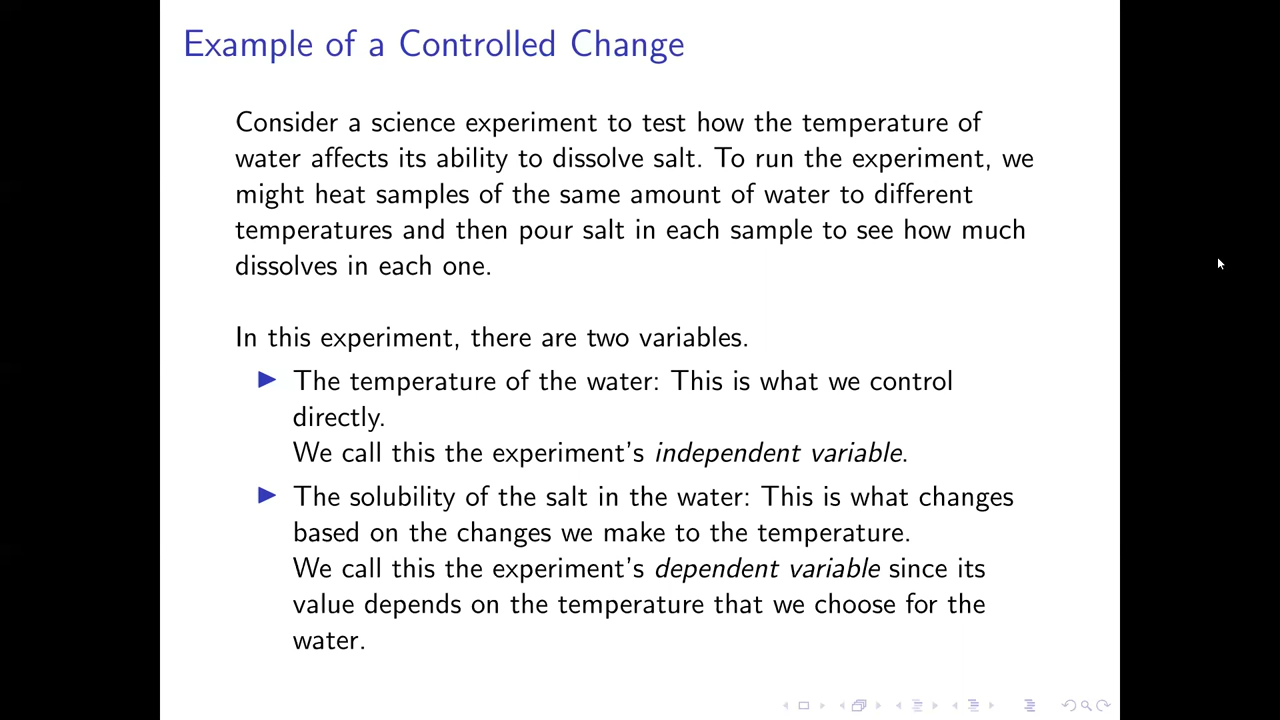 Example of a Controlled Change
Consider a science experiment to test how the temperature of
water affects its ability to dissolve salt. To run the experiment, we
might heat samples of the same amount of water to different
temperatures and then pour salt in each sample to see how much
dissolves in each one.
In this experiment, there are two variables.
The temperature of the water: This is what we control
directly.
We call this the experiment's independent variable.
The solubility of the salt in the water: This is what changes
based on the changes we make to the temperature.
We call this the experiment's dependent variable since its
value depends on the temperature that we choose for the
water.